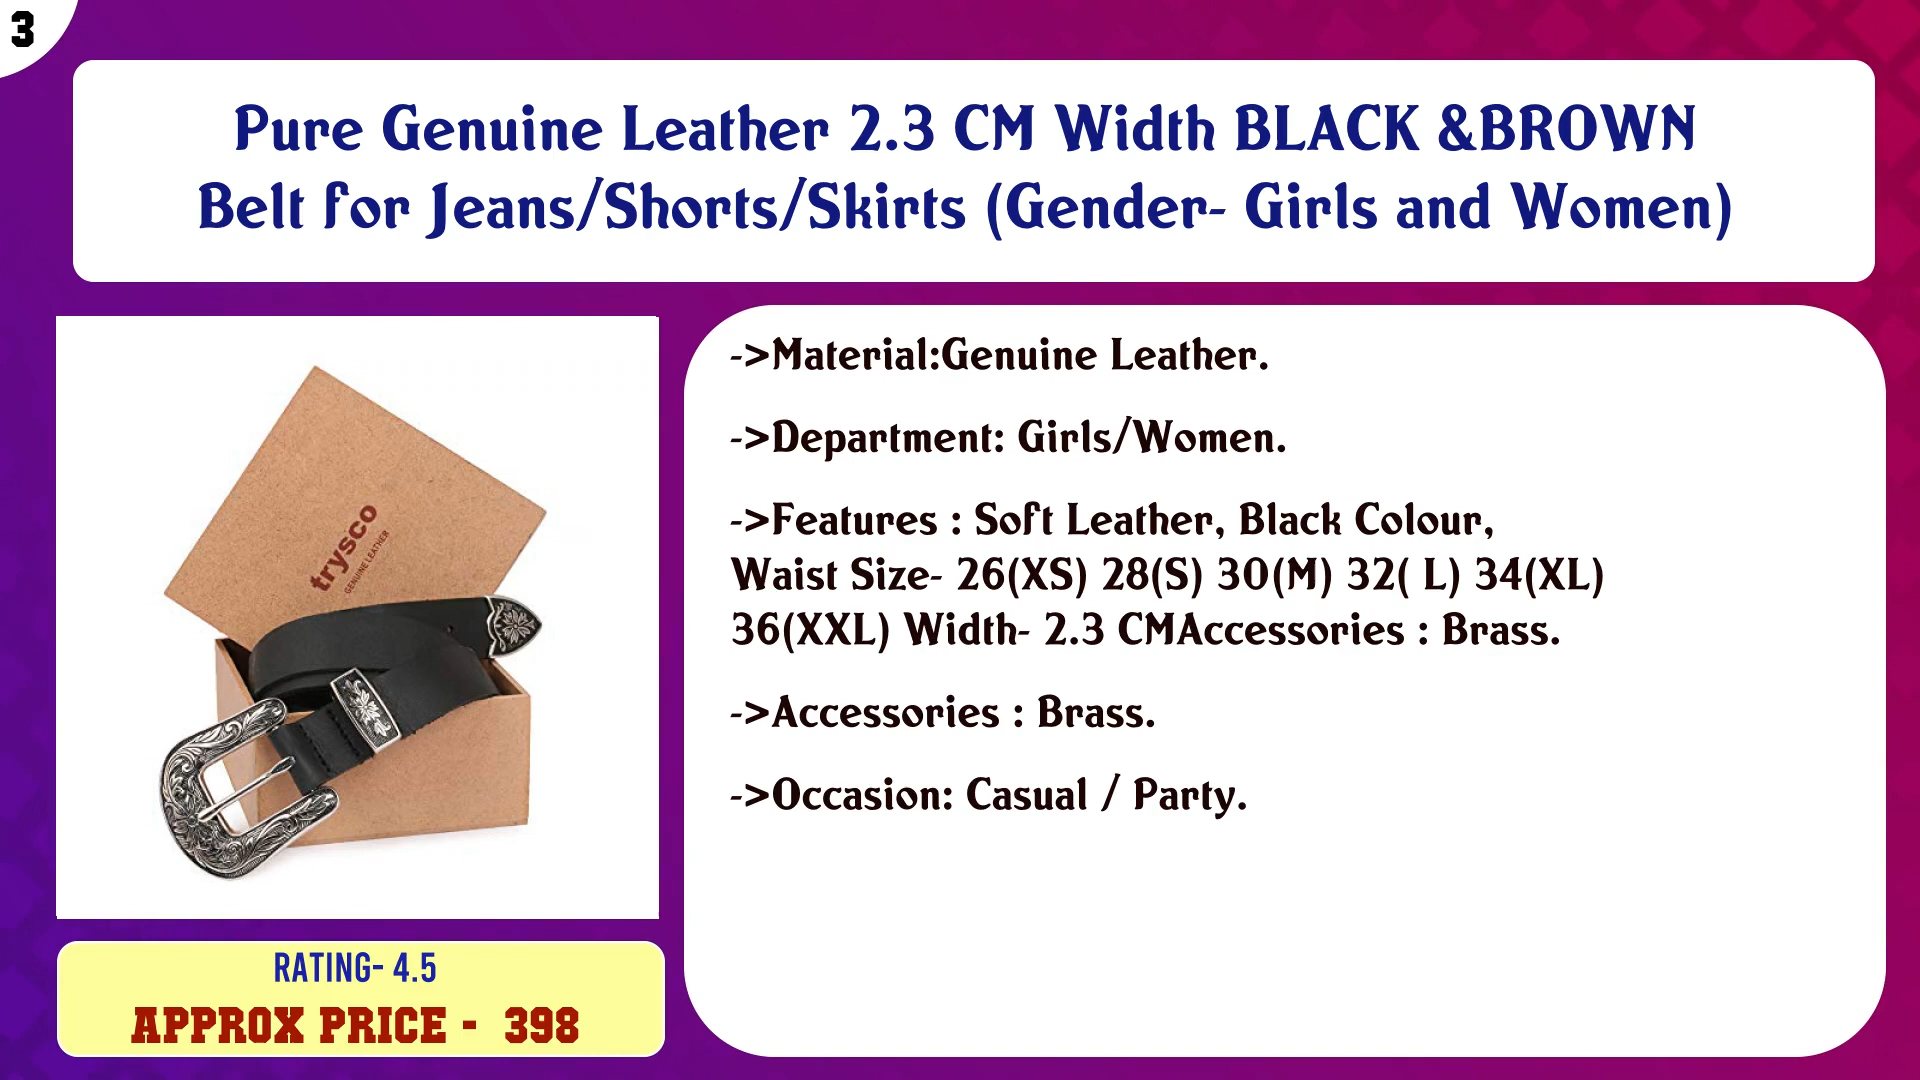 3
Pure Genuine Leather 2.3 CM Width BLACK &BROWN
Belt for Jeans/Shorts/Skirts (Gender- Girls and Women)
trysco
GENUINE LEATHER
->Material:Genuine Leather.
->Department: Girls/Women.
->Features : Soft Leather, Black Colour,
Waist Size- 26(XS) 28(S) 30(M) 32( L) 34(XL)
36(XXL) Width- 2.3 CMAccessories : Brass.
->Accessories : Brass.
->Occasion: Casual / Party.
RATING- 4.5
APPROX PRICE - 398